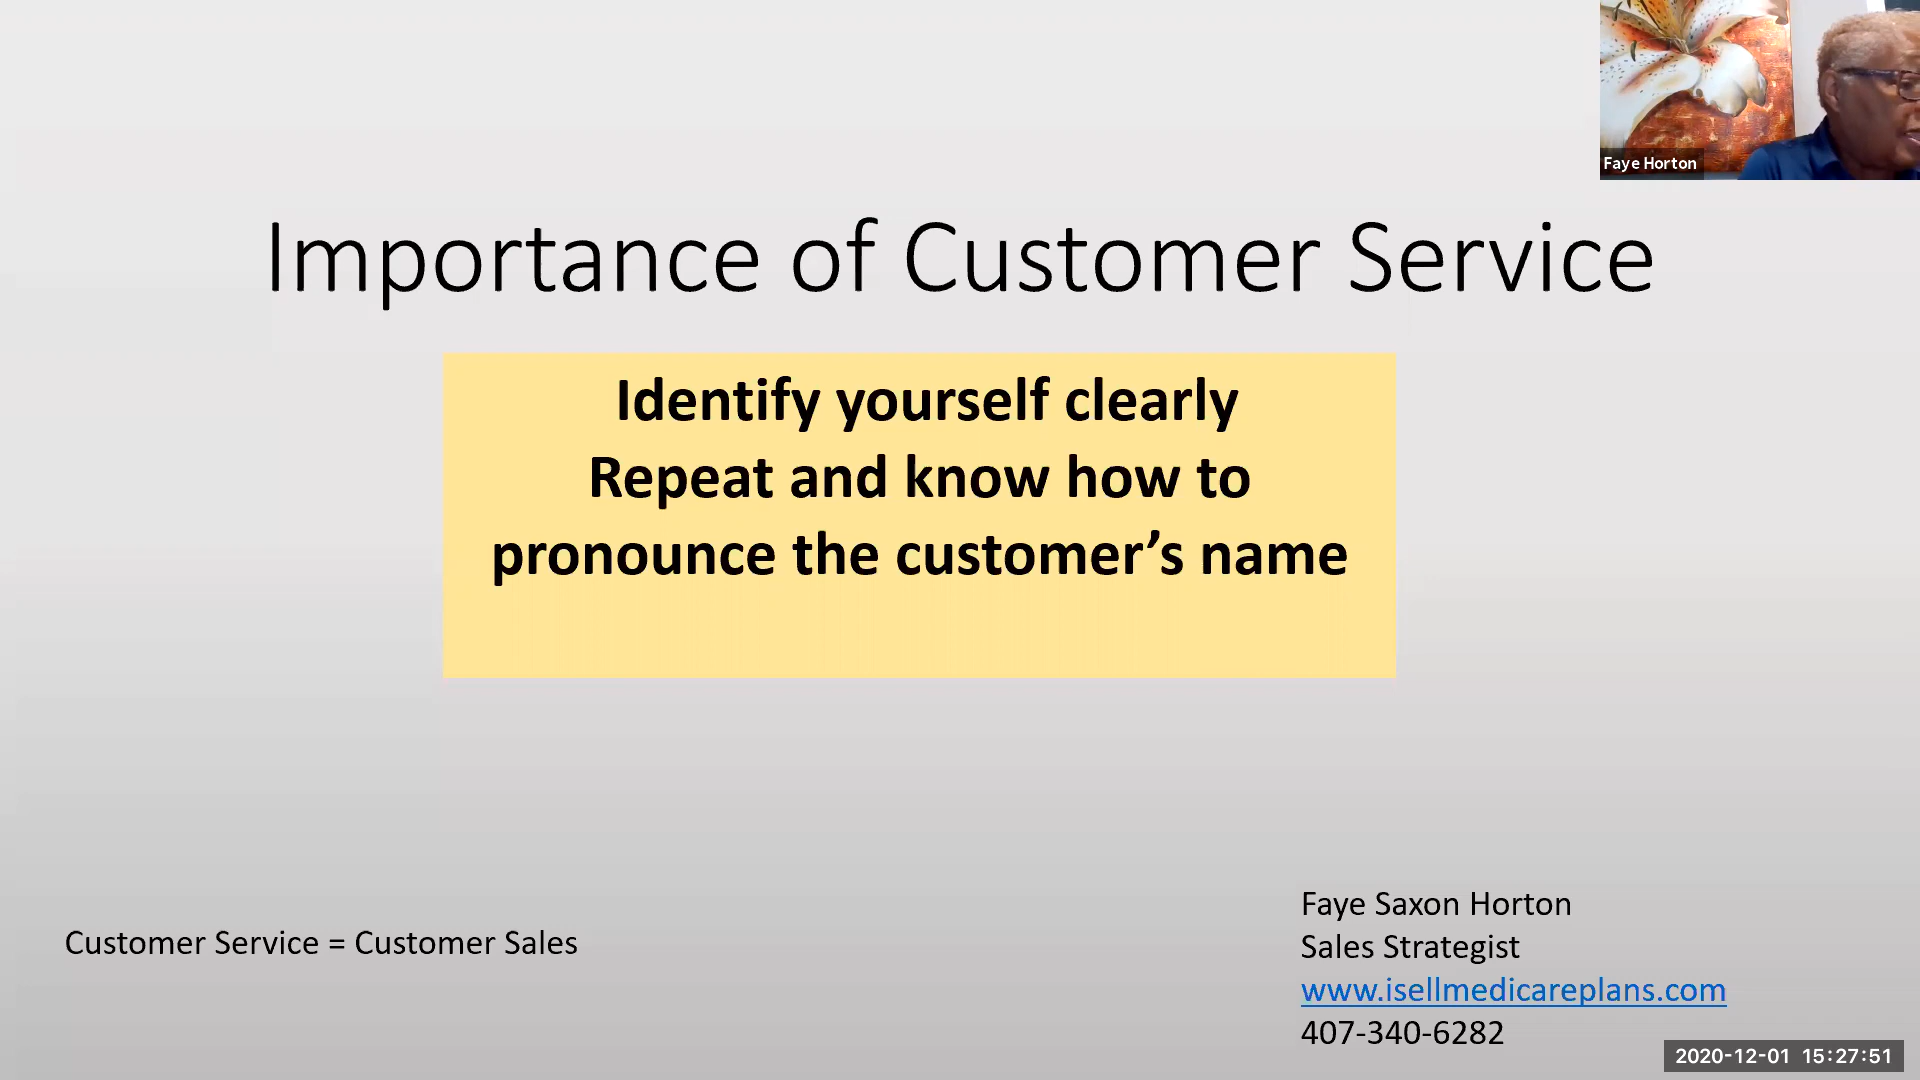 Faye Horton
Importance of Customer Service
Identify yourself clearly
Repeat and know how to
pronounce the customer’s name
Customer Service = Customer Sales
Faye Saxon Horton
Sales Strategist
www.isellmedicareplans.com
407-340-6282
2020-12-01 15:27:51